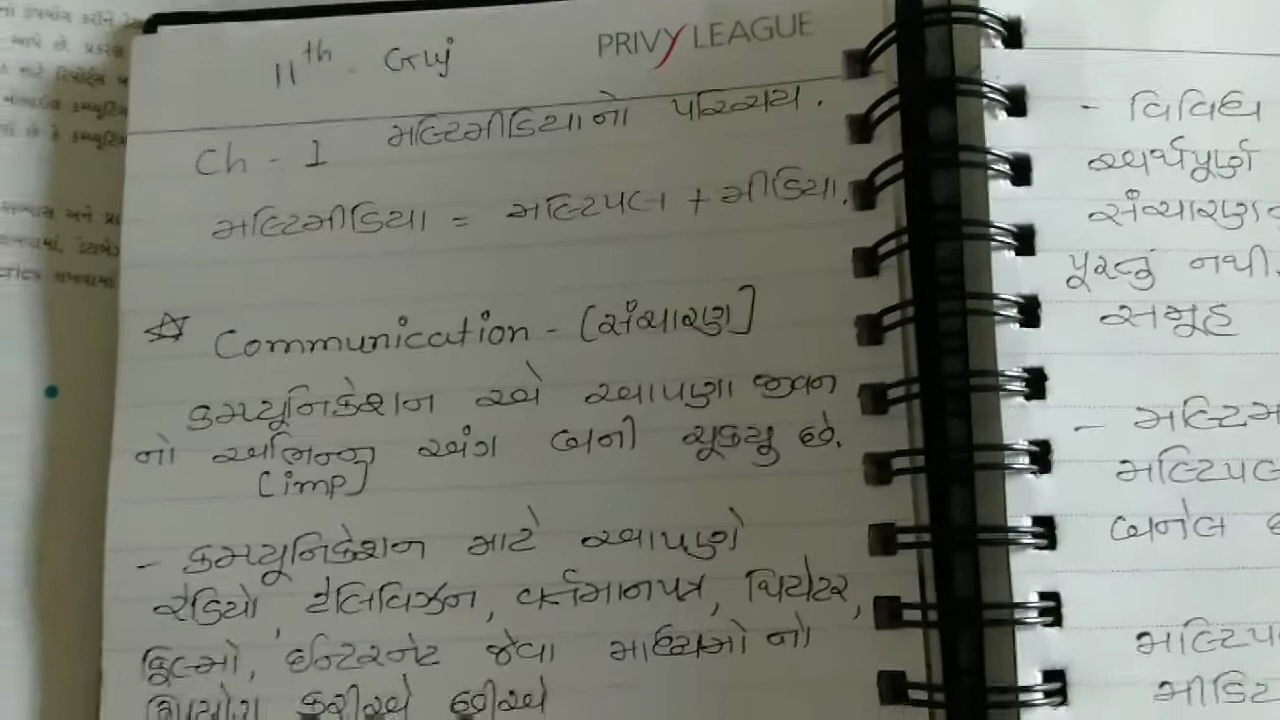 11th. Guj
PRIVY LEAGUE
Ch - 1 મલ્ટિમીડિયાનો પરિચય.
મલ્ટિમીડિયા = મલ્ટિપલ + મીડિયા.
☆ Communication - [સંચારણ]
કમ્યૂનિકેશન એ આપણા જીવન
નો અભિન્ન અંગ બની ચૂક્યુ છે.
[imp]
- કમ્યૂનિકેશન માટે આપણે
રેડિયો, ટેલિવિઝન, વર્તમાનપત્ર, થિયેટર,
ફિલ્મો, ઈન્ટરનેટ જેવા માધ્યમો નો
કરીએ છીએ
- વિવિધ
અર્થપૂર્ણ
સંચારણ
પૂરતું નથી.
સમૂહ
- મલ્ટિમ
મલ્ટિપલ
બનેલ
મલ્ટિપ
મીડિ